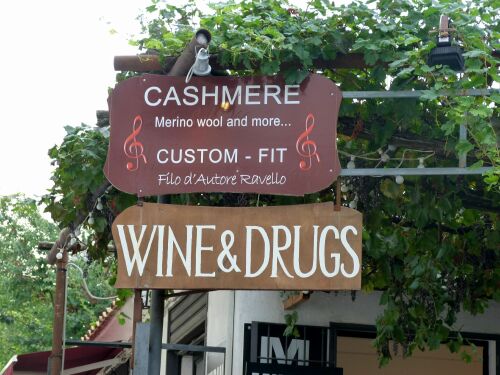 CASHMERE
Merino wool and more...
CUSTOM - FIT
Filo d'Autore Ravello
WINE & DRUGS
M